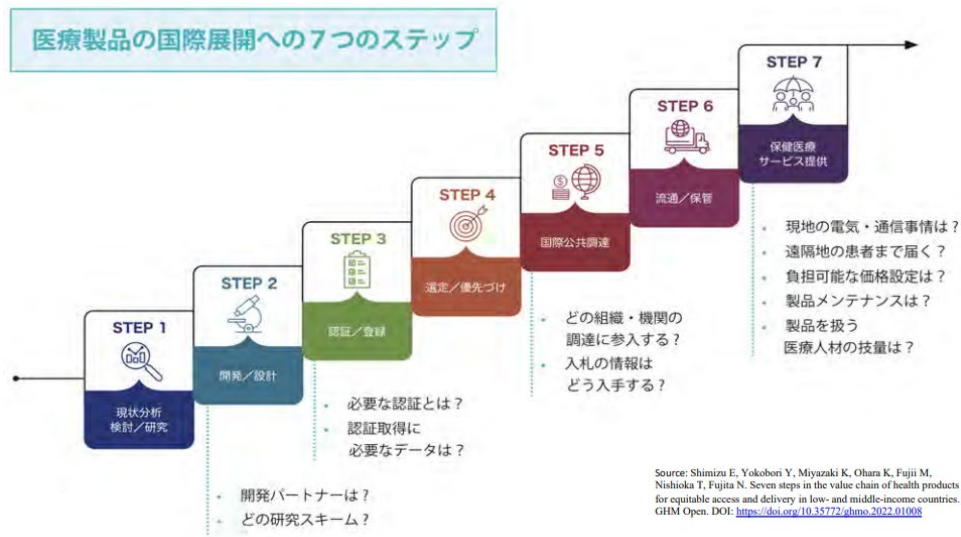 医療製品の国際展開への７つのステップ
STEP 1
現状分析
検討／研究
STEP 2
開発／設計
STEP 3
認証／登録
STEP 4
選定／優先づけ
STEP 5
国際公共調達
STEP 6
流通／保管
STEP 7
保健医療
サービス提供
• 開発パートナーは？
• どの研究スキーム？
• 必要な認証とは？
• 認証取得に
必要なデータは？
• どの組織・機関の
調達に参入する？
• 入札の情報は
どう入手する？
• 現地の電気・通信事情は？
• 遠隔地の患者まで届く？
• 負担可能な価格設定は？
• 製品メンテナンスは？
• 製品を扱う
医療人材の技量は？
Source: Shimizu E, Yokobori Y, Miyazaki K, Ohara K, Fujii M,
Nishioka T, Fujita N. Seven steps in the value chain of health products
for equitable access and delivery in low- and middle-income countries.
GHM Open. DOI: https://doi.org/10.35772/ghmo.2022.01008